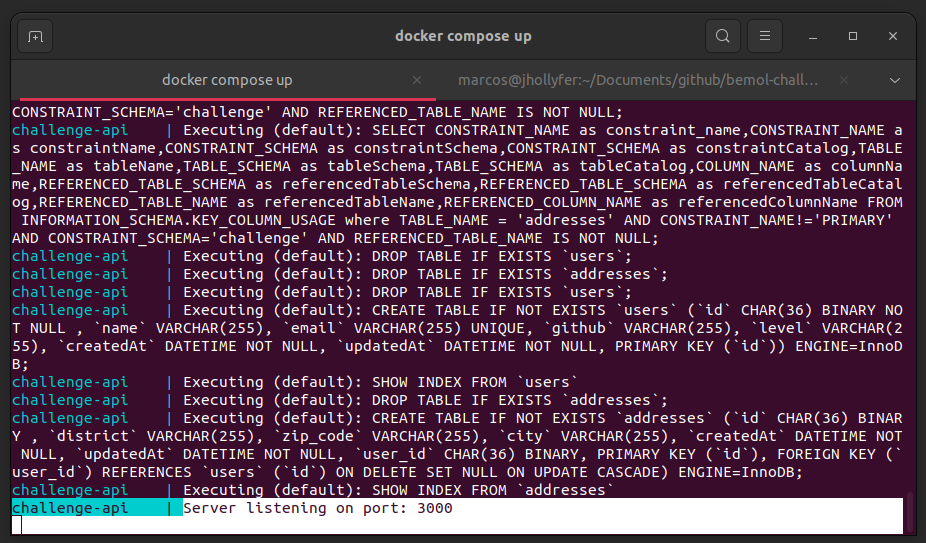 docker compose up
docker compose up
marcos@jhollyfer:~/Documents/github/bemol-chall…
CONSTRAINT_SCHEMA='challenge' AND REFERENCED_TABLE_NAME IS NOT NULL;
challenge-api    | Executing (default): SELECT CONSTRAINT_NAME as constraint_name,CONSTRAINT_NAME a
s constraintName,CONSTRAINT_SCHEMA as constraintSchema,CONSTRAINT_SCHEMA as constraintCatalog,TABLE
_NAME as tableName,TABLE_SCHEMA as tableSchema,TABLE_SCHEMA as tableCatalog,COLUMN_NAME as columnNa
me,REFERENCED_TABLE_SCHEMA as referencedTableSchema,REFERENCED_TABLE_SCHEMA as referencedTableCatal
og,REFERENCED_TABLE_NAME as referencedTableName,REFERENCED_COLUMN_NAME as referencedColumnName FROM
 INFORMATION_SCHEMA.KEY_COLUMN_USAGE where TABLE_NAME = 'addresses' AND CONSTRAINT_NAME!='PRIMARY'
AND CONSTRAINT_SCHEMA='challenge' AND REFERENCED_TABLE_NAME IS NOT NULL;
challenge-api    | Executing (default): DROP TABLE IF EXISTS `users`;
challenge-api    | Executing (default): DROP TABLE IF EXISTS `addresses`;
challenge-api    | Executing (default): DROP TABLE IF EXISTS `users`;
challenge-api    | Executing (default): CREATE TABLE IF NOT EXISTS `users` (`id` CHAR(36) BINARY NO
T NULL , `name` VARCHAR(255), `email` VARCHAR(255) UNIQUE, `github` VARCHAR(255), `level` VARCHAR(2
55), `createdAt` DATETIME NOT NULL, `updatedAt` DATETIME NOT NULL, PRIMARY KEY (`id`)) ENGINE=InnoD
B;
challenge-api    | Executing (default): SHOW INDEX FROM `users`
challenge-api    | Executing (default): DROP TABLE IF EXISTS `addresses`;
challenge-api    | Executing (default): CREATE TABLE IF NOT EXISTS `addresses` (`id` CHAR(36) BINAR
Y , `district` VARCHAR(255), `zip_code` VARCHAR(255), `city` VARCHAR(255), `createdAt` DATETIME NOT
 NULL, `updatedAt` DATETIME NOT NULL, `user_id` CHAR(36) BINARY, PRIMARY KEY (`id`), FOREIGN KEY (`
user_id`) REFERENCES `users` (`id`) ON DELETE SET NULL ON UPDATE CASCADE) ENGINE=InnoDB;
challenge-api    | Executing (default): SHOW INDEX FROM `addresses`
challenge-api    | Server listening on port: 3000